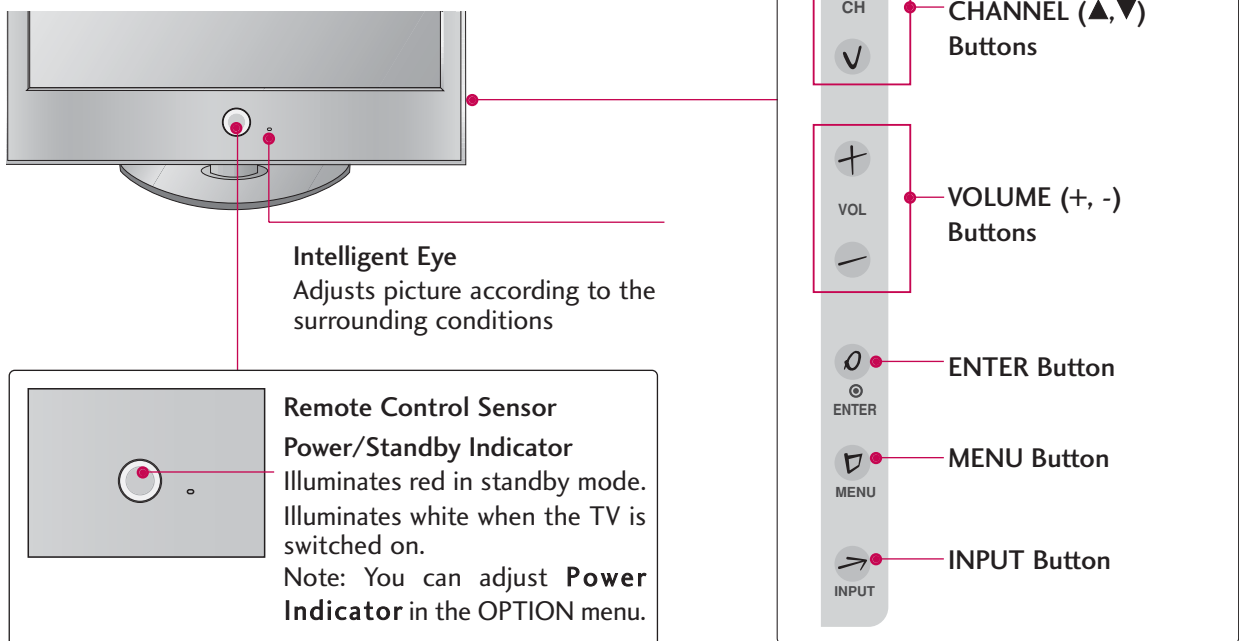 Intelligent Eye
Adjusts picture according to the
surrounding conditions
Remote Control Sensor
Power/Standby Indicator
Illuminates red in standby mode.
Illuminates white when the TV is
switched on.
Note: You can adjust Power
Indicator in the OPTION menu.
CH
CHANNEL (▲,▼)
Buttons
VOL
VOLUME (+, -)
Buttons
ENTER
ENTER Button
MENU
MENU Button
INPUT
INPUT Button